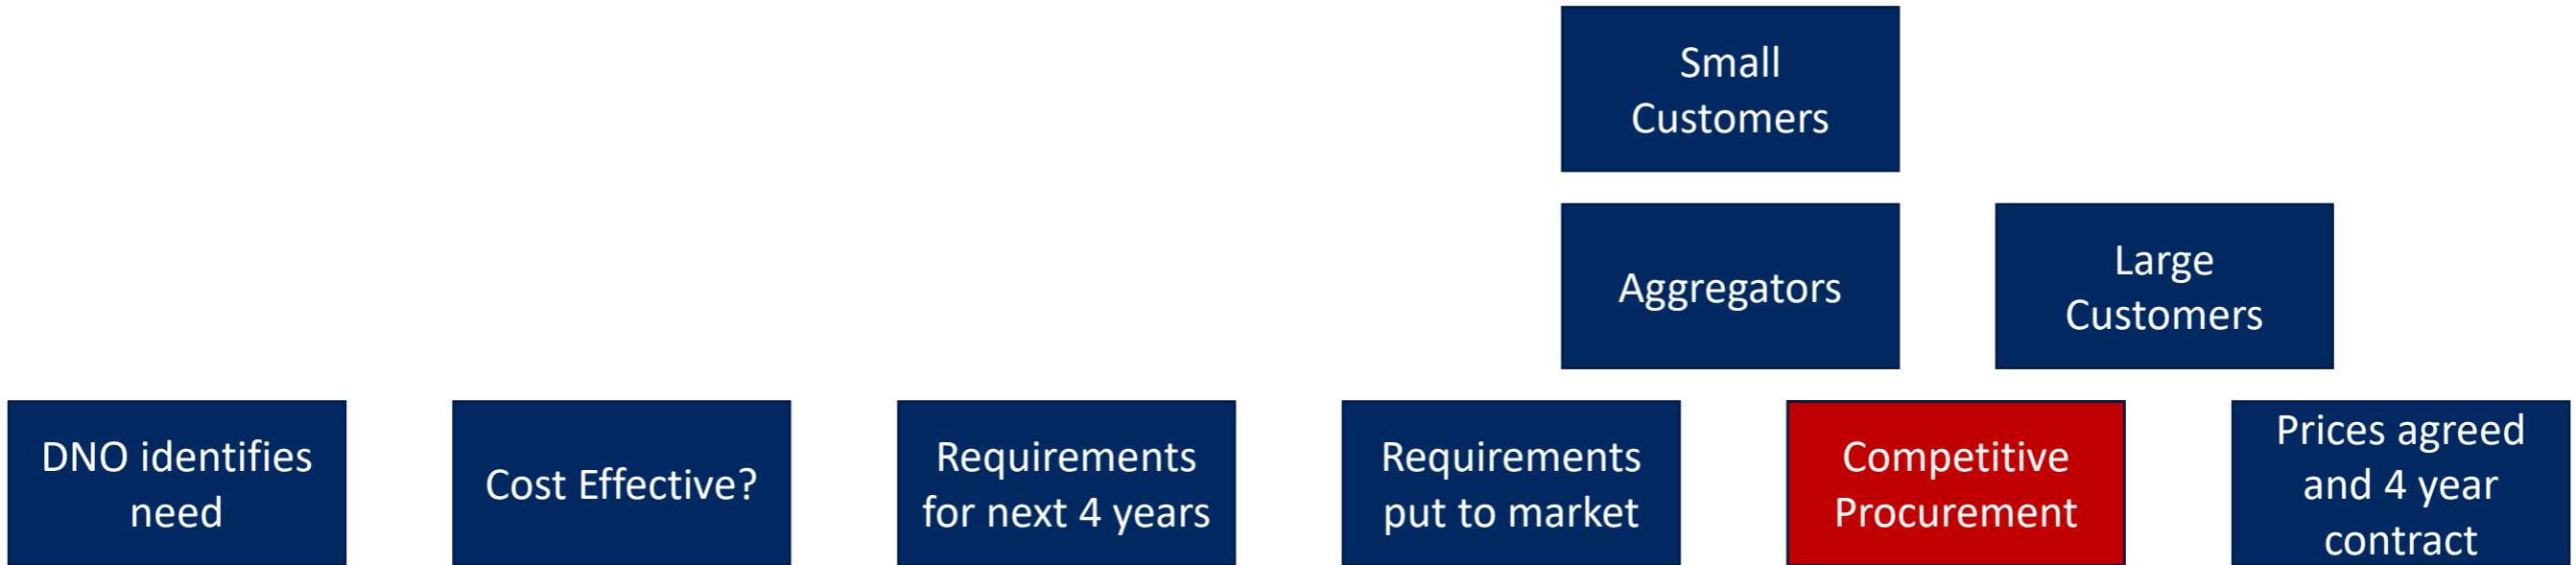 Small
Customers
Aggregators
Large
Customers
DNO identifies
need
Cost Effective?
Requirements
for next 4 years
Requirements
put to market
Competitive
Procurement
Prices agreed
and 4 year
contract